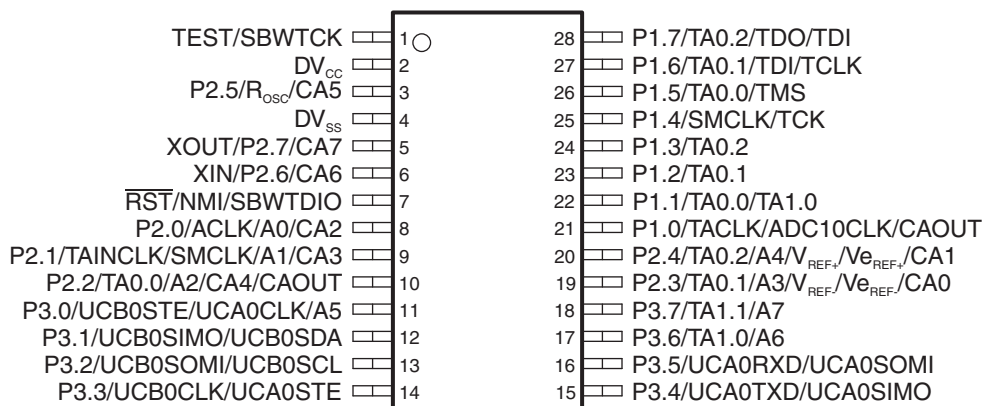 TEST/SBWTCK 1 28 P1.7/TA0.2/TDO/TDI
DVCC 2 27 P1.6/TA0.1/TDI/TCLK
P2.5/ROSC/CA5 3 26 P1.5/TA0.0/TMS
DVSS 4 25 P1.4/SMCLK/TCK
XOUT/P2.7/CA7 5 24 P1.3/TA0.2
XIN/P2.6/CA6 6 23 P1.2/TA0.1
RST/NMI/SBWTDIO 7 22 P1.1/TA0.0/TA1.0
P2.0/ACLK/A0/CA2 8 21 P1.0/TACLK/ADC10CLK/CAOUT
P2.1/TAINCLK/SMCLK/A1/CA3 9 20 P2.4/TA0.2/A4/VREF+/VeREF+/CA1
P2.2/TA0.0/A2/CA4/CAOUT 10 19 P2.3/TA0.1/A3/VREF-/VeREF-/CA0
P3.0/UCB0STE/UCA0CLK/A5 11 18 P3.7/TA1.1/A7
P3.1/UCB0SIMO/UCB0SDA 12 17 P3.6/TA1.0/A6
P3.2/UCB0SOMI/UCB0SCL 13 16 P3.5/UCA0RXD/UCA0SOMI
P3.3/UCB0CLK/UCA0STE 14 15 P3.4/UCA0TXD/UCA0SIMO